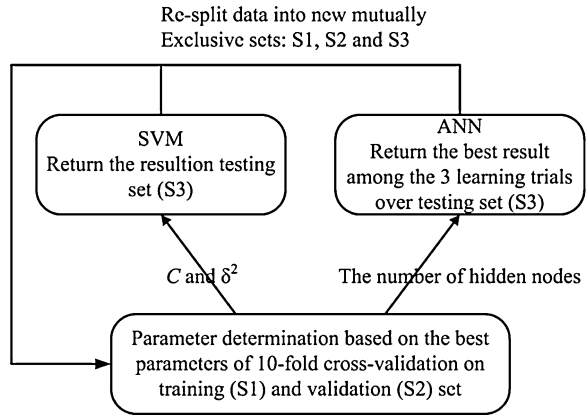 Re-split data into new mutually
Exclusive sets: S1, S2 and S3
SVM
Return the resultion testing
set (S3)
ANN
Return the best result
among the 3 learning trials
over testing set (S3)
C and δ²
The number of hidden nodes
Parameter determination based on the best
parameters of 10-fold cross-validation on
training (S1) and validation (S2) set